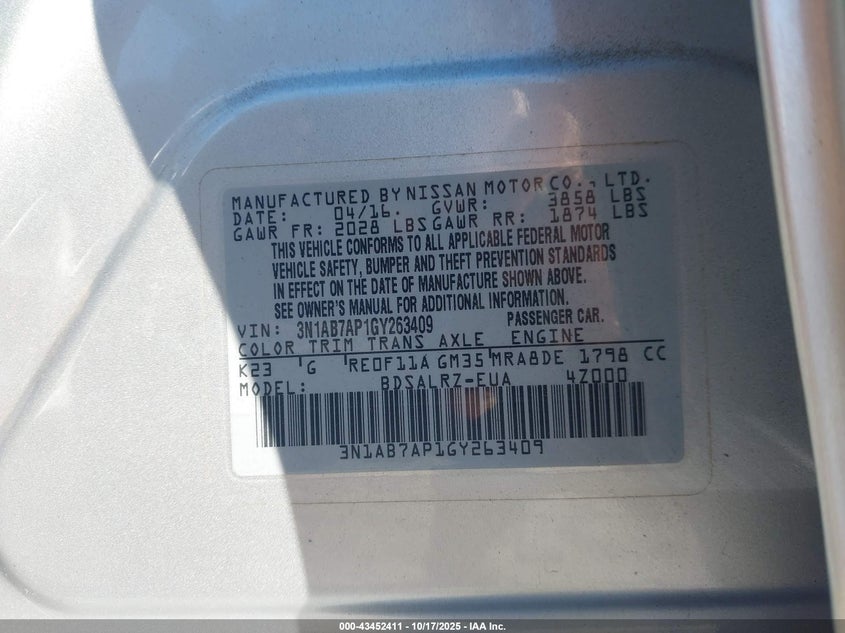 MANUFACTURED BY NISSAN MOTOR CO., LTD.
DATE: 04/16. GVWR: 3858 LBS
GAWR FR: 2028 LBS GAWR RR: 1874 LBS
THIS VEHICLE CONFORMS TO ALL APPLICABLE FEDERAL MOTOR
VEHICLE SAFETY, BUMPER AND THEFT PREVENTION STANDARDS
IN EFFECT ON THE DATE OF MANUFACTURE SHOWN ABOVE.
SEE OWNER'S MANUAL FOR ADDITIONAL INFORMATION.
VIN: 3N1AB7AP1GY263409 PASSENGER CAR.
COLOR TRIM TRANS AXLE ENGINE
K23 G RE0F11A GM35 MRA8DE 1798 CC
MODEL: BDSALRZ-EUA 4Z000
3N1AB7AP1GY263409
000-43452411 - 10/17/2025 - IAA Inc.